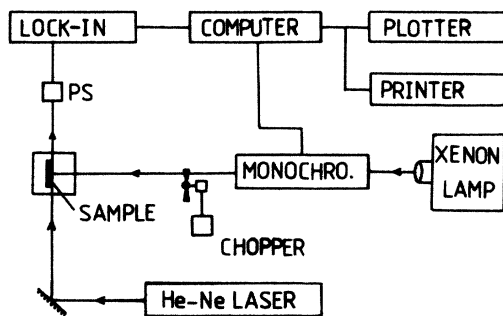 LOCK-IN
COMPUTER
PLOTTER
PS
PRINTER
XENON
LAMP
MONOCHRO.
SAMPLE
CHOPPER
He-Ne LASER